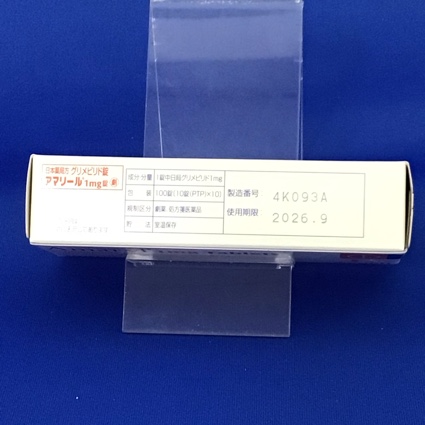 日本薬局方 グリメピリド錠
アマリール 1mg錠 劇
成分分量 1錠中日局グリメピリド1mg
包装 100錠(10錠(PTP)×10)
規制区分 劇薬 処方箋医薬品
貯法 室温保存
製造番号 4K093A
使用期限 2026.9